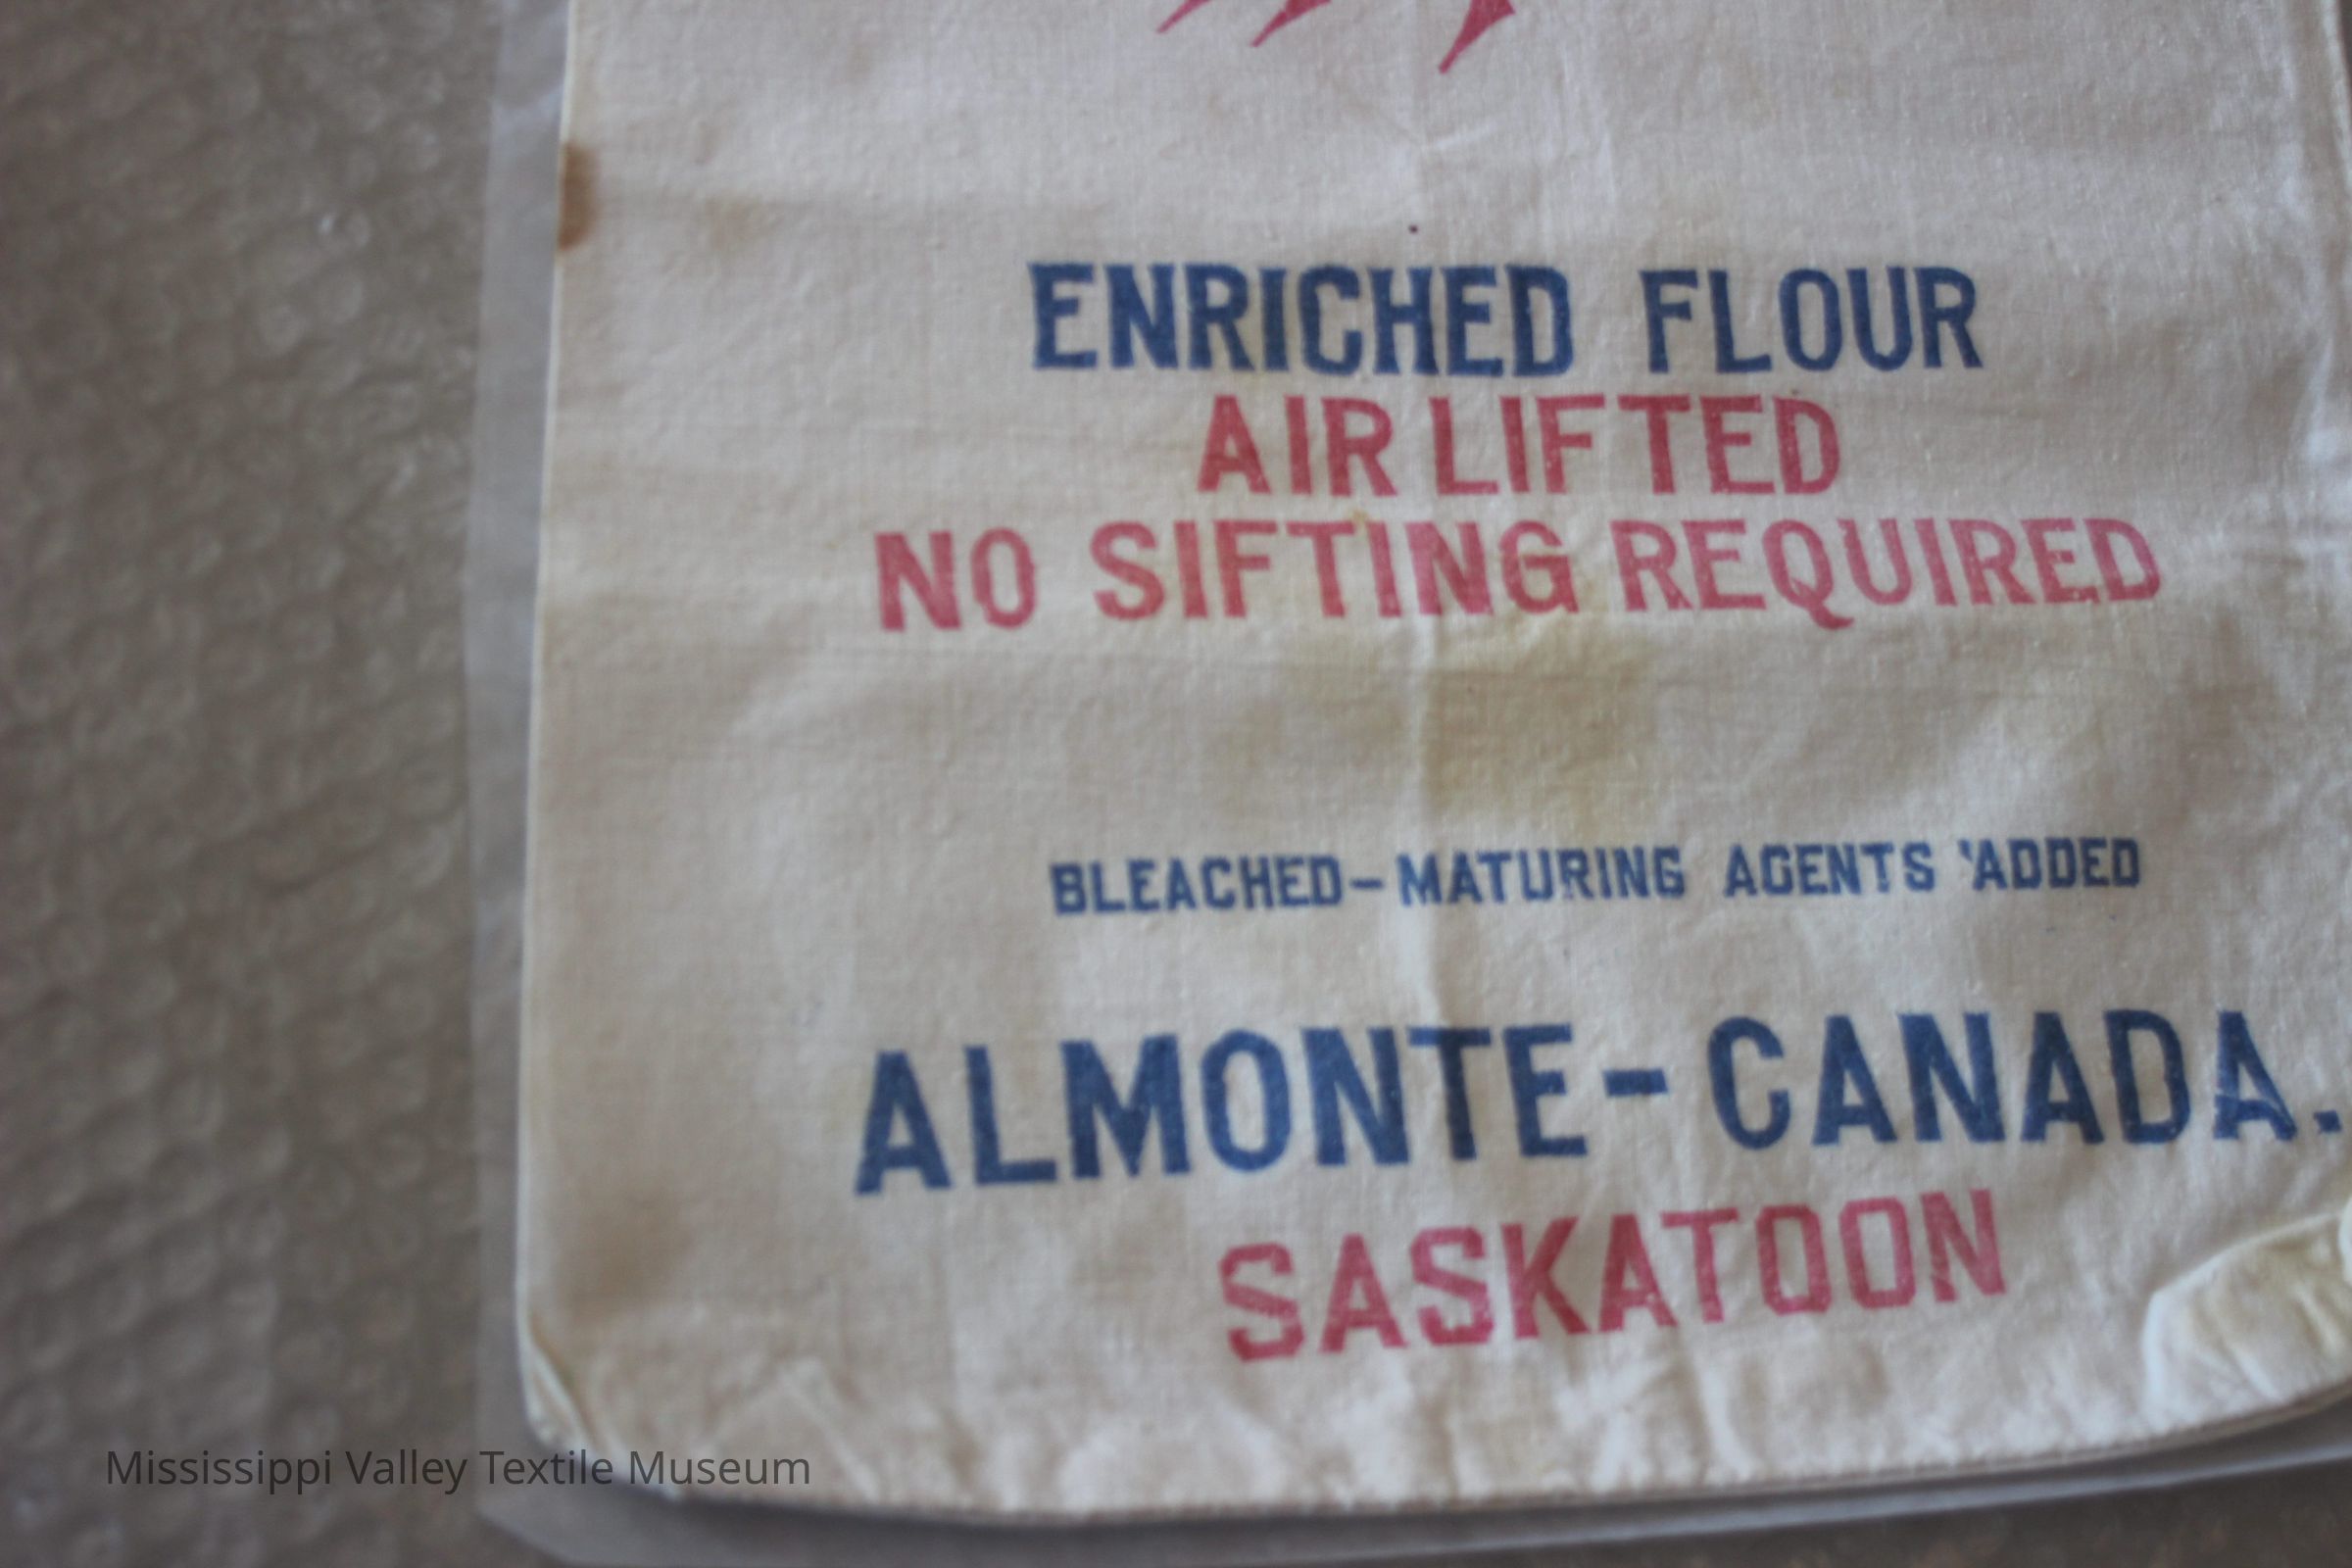 ENRICHED FLOUR
AIR LIFTED
NO SIFTING REQUIRED
BLEACHED-MATURING AGENTS ADDED
ALMONTE-CANADA.
SASKATOON
Mississippi Valley Textile Museum